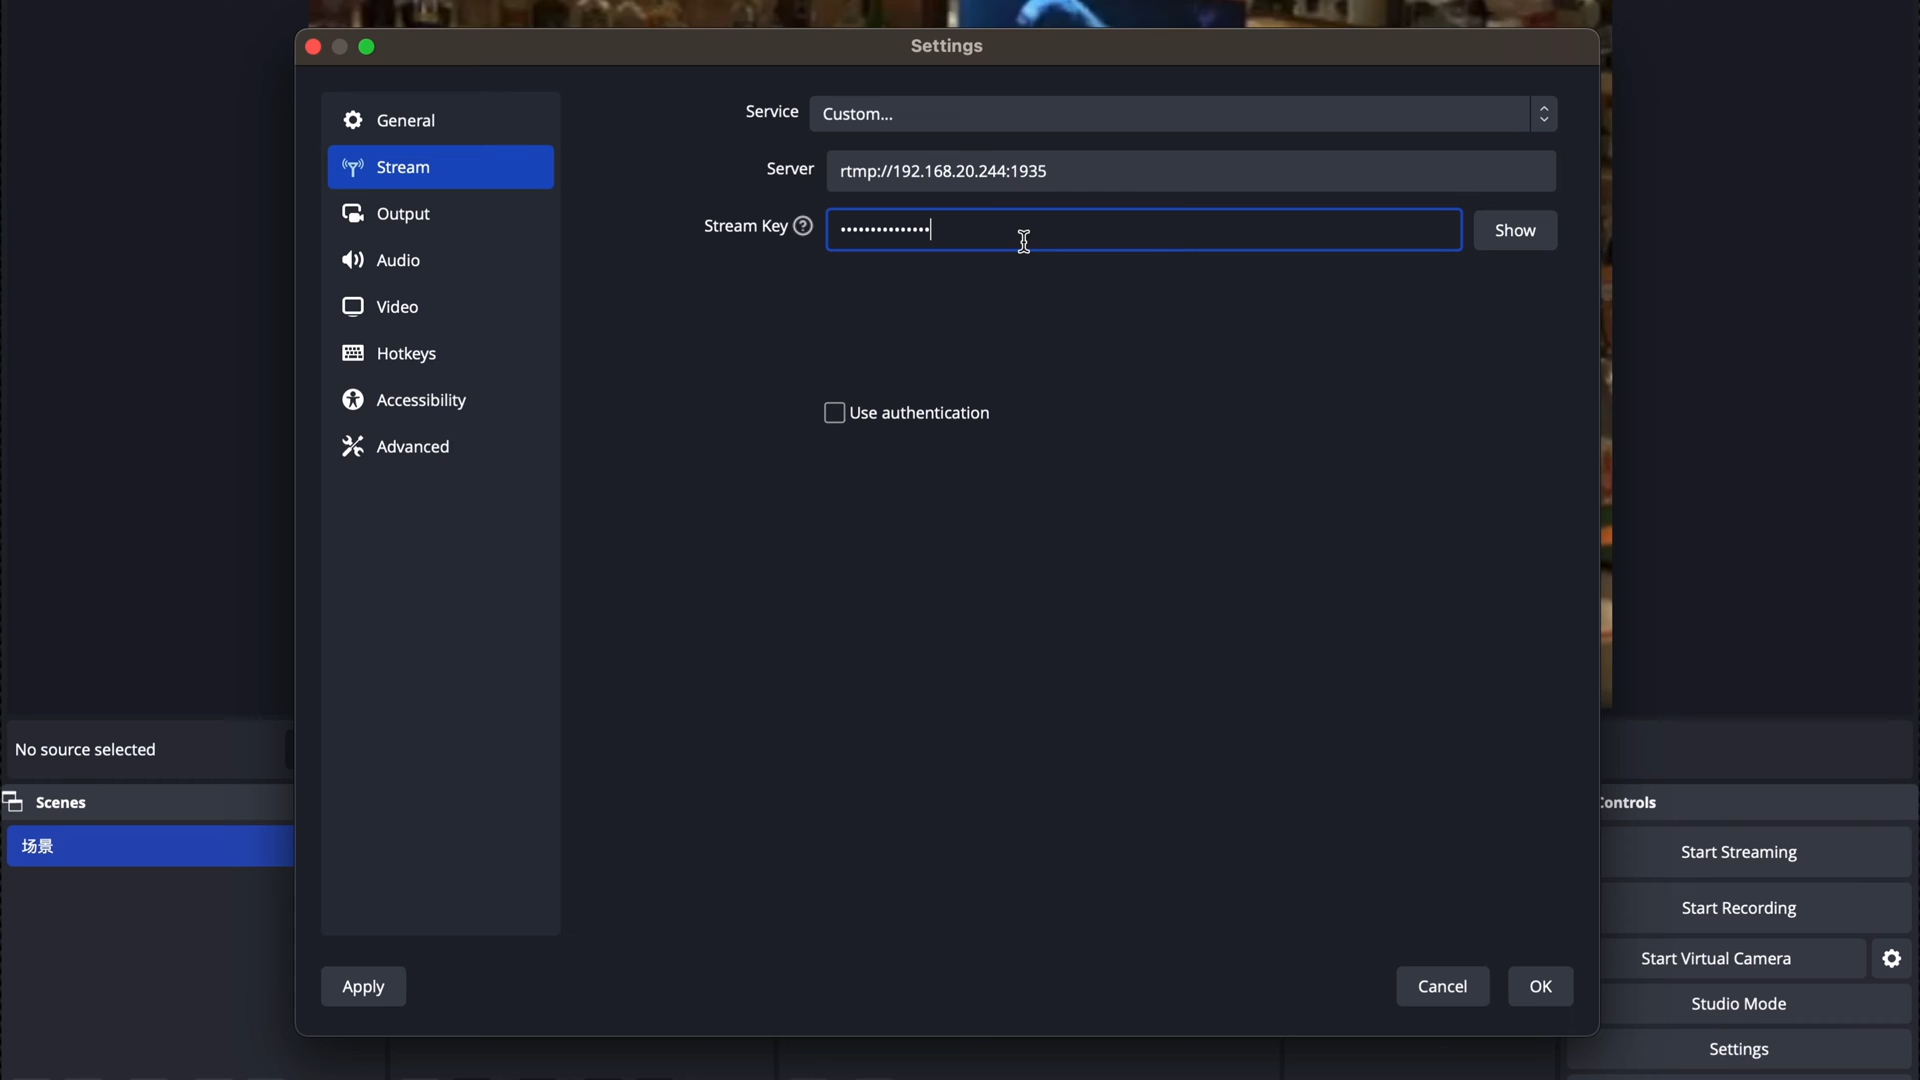 Settings
General
Stream
Output
Audio
Video
Hotkeys
Accessibility
Advanced
Service Custom...
Server rtmp://192.168.20.244:1935
Stream Key ? ••••••••••••••• Show
Use authentication
Apply
Cancel
OK
No source selected
Scenes
场景
Controls
Start Streaming
Start Recording
Start Virtual Camera
Studio Mode
Settings